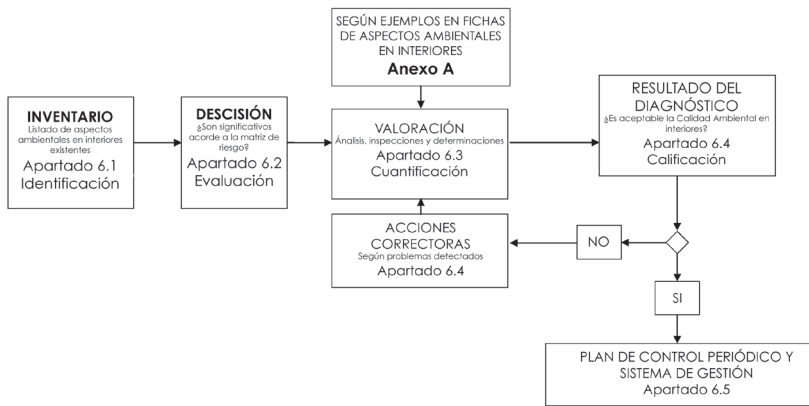 SEGÚN EJEMPLOS EN FICHAS
DE ASPECTOS AMBIENTALES
EN INTERIORES
Anexo A
INVENTARIO
Listado de aspectos
ambientales en interiores
existentes
Apartado 6.1
Identificación
DESCISIÓN
¿Son significativos
acorde a la matriz de
riesgo?
Apartado 6.2
Evaluación
VALORACIÓN
Ánalisis, inspecciones y determinaciones
Apartado 6.3
Cuantificación
RESULTADO DEL
DIAGNÓSTICO
¿Es aceptable la Calidad Ambiental en
interiores?
Apartado 6.4
Calificación
ACCIONES
CORRECTORAS
Según problemas detectados
Apartado 6.4
NO
SI
PLAN DE CONTROL PERIÓDICO Y
SISTEMA DE GESTIÓN
Apartado 6.5